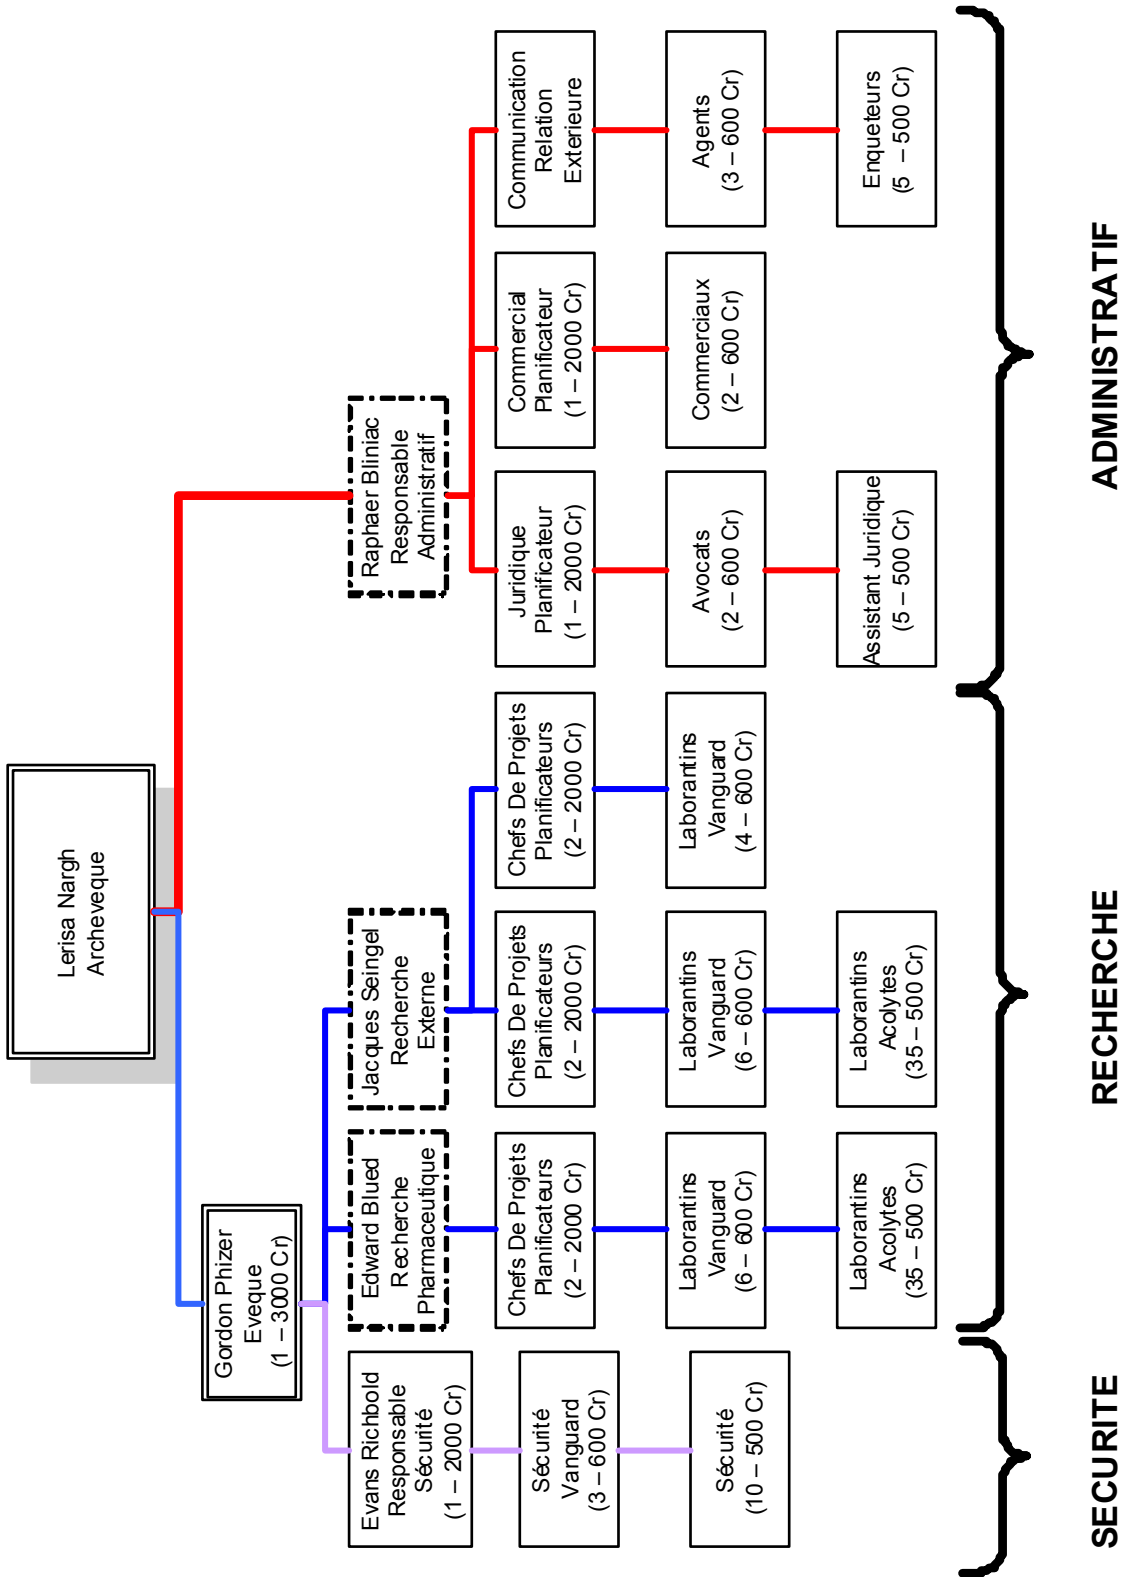 Lerisa Nargh
Archeveque
Gordon Phizer
Eveque
(1 – 3000 Cr)
Evans Richbold
Responsable
Sécurité
(1 – 2000 Cr)
Edward Blued
Recherche
Pharmaceutique
Jacques Seingel
Recherche
Externe
Raphaer Bliniac
Responsable
Administratif
Chefs De Projets
Planificateurs
(2 – 2000 Cr)
Chefs De Projets
Planificateurs
(2 – 2000 Cr)
Chefs De Projets
Planificateurs
(2 – 2000 Cr)
Juridique
Planificateur
(1 – 2000 Cr)
Commercial
Planificateur
(1 – 2000 Cr)
Communication
Relation
Exterieure
Sécurité
Vanguard
(3 – 600 Cr)
Laborantins
Vanguard
(6 – 600 Cr)
Laborantins
Vanguard
(6 – 600 Cr)
Laborantins
Vanguard
(4 – 600 Cr)
Avocats
(2 – 600 Cr)
Commerciaux
(2 – 600 Cr)
Agents
(3 – 600 Cr)
Sécurité
(10 – 500 Cr)
Laborantins
Acolytes
(35 – 500 Cr)
Laborantins
Acolytes
(35 – 500 Cr)
Assistant Juridique
(5 – 500 Cr)
Enqueteurs
(5 – 500 Cr)
SECURITE
RECHERCHE
ADMINISTRATIF